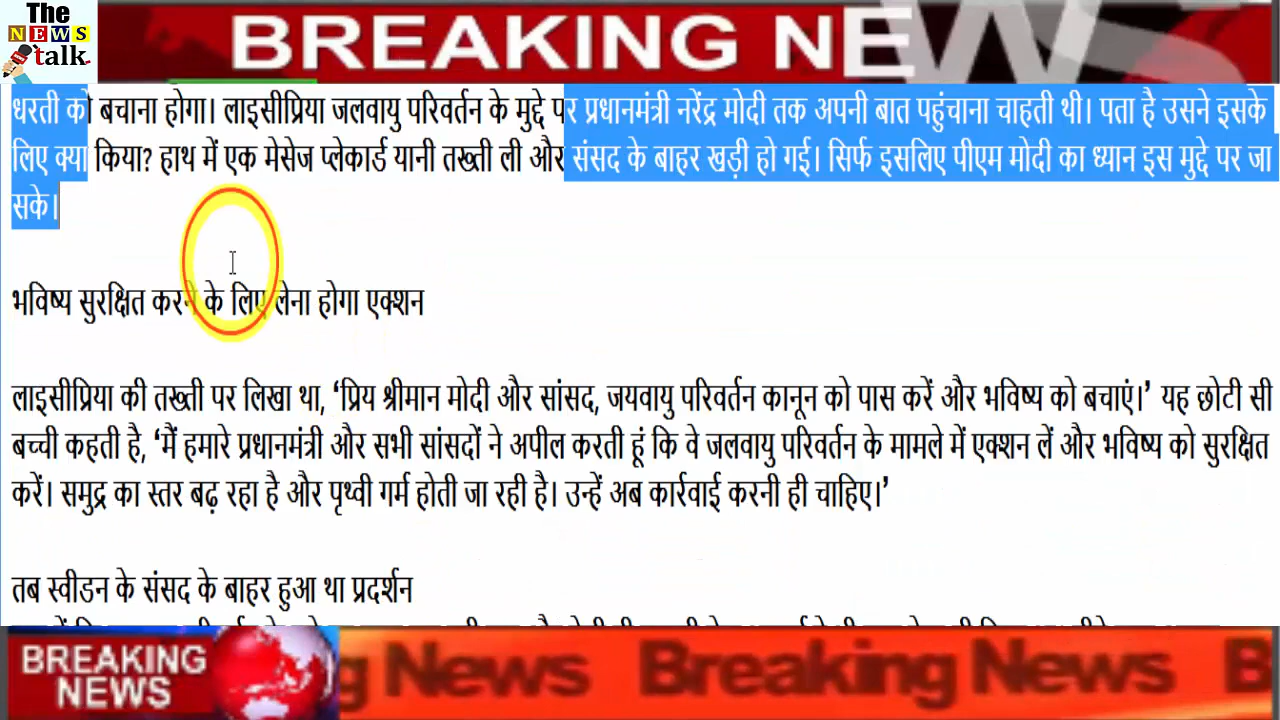 The
NEWS
talk.
BREAKING NEWS
धरती को बचाना होगा। लाइसीप्रिया जलवायु परिवर्तन के मुद्दे पर प्रधानमंत्री नरेंद्र मोदी तक अपनी बात पहुंचाना चाहती थी। पता है उसने इसके
लिए क्या किया? हाथ में एक मेसेज प्लेकार्ड यानी तख्ती ली और संसद के बाहर खड़ी हो गई। सिर्फ इसलिए पीएम मोदी का ध्यान इस मुद्दे पर जा
सके।
भविष्य सुरक्षित करने के लिए लेना होगा एक्शन
लाइसीप्रिया की तख्ती पर लिखा था, ‘प्रिय श्रीमान मोदी और सांसद, जयवायु परिवर्तन कानून को पास करें और भविष्य को बचाएं।’ यह छोटी सी
बच्ची कहती है, ‘मैं हमारे प्रधानमंत्री और सभी सांसदों ने अपील करती हूं कि वे जलवायु परिवर्तन के मामले में एक्शन लें और भविष्य को सुरक्षित
करें। समुद्र का स्तर बढ़ रहा है और पृथ्वी गर्म होती जा रही है। उन्हें अब कार्रवाई करनी ही चाहिए।’
तब स्वीडन के संसद के बाहर हुआ था प्रदर्शन
BREAKING
NEWS
g News Breaking News B